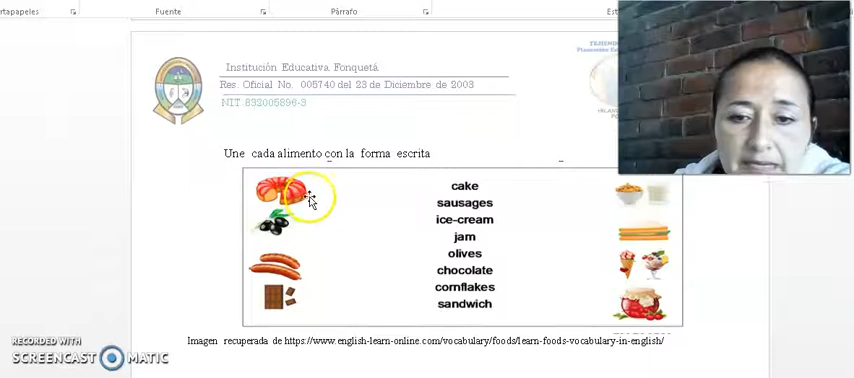 Fuente
Párrafo
Institución Educativa Fonquetá
Res. Oficial No. 005740 del 23 de Diciembre de 2003
NIT. 832005896-3
Une cada alimento con la forma escrita
cake
sausages
ice-cream
jam
olives
chocolate
cornflakes
sandwich
Imagen recuperada de https://www.english-learn-online.com/vocabulary/foods/learn-foods-vocabulary-in-english/
RECORDED WITH
SCREENCAST MATIC